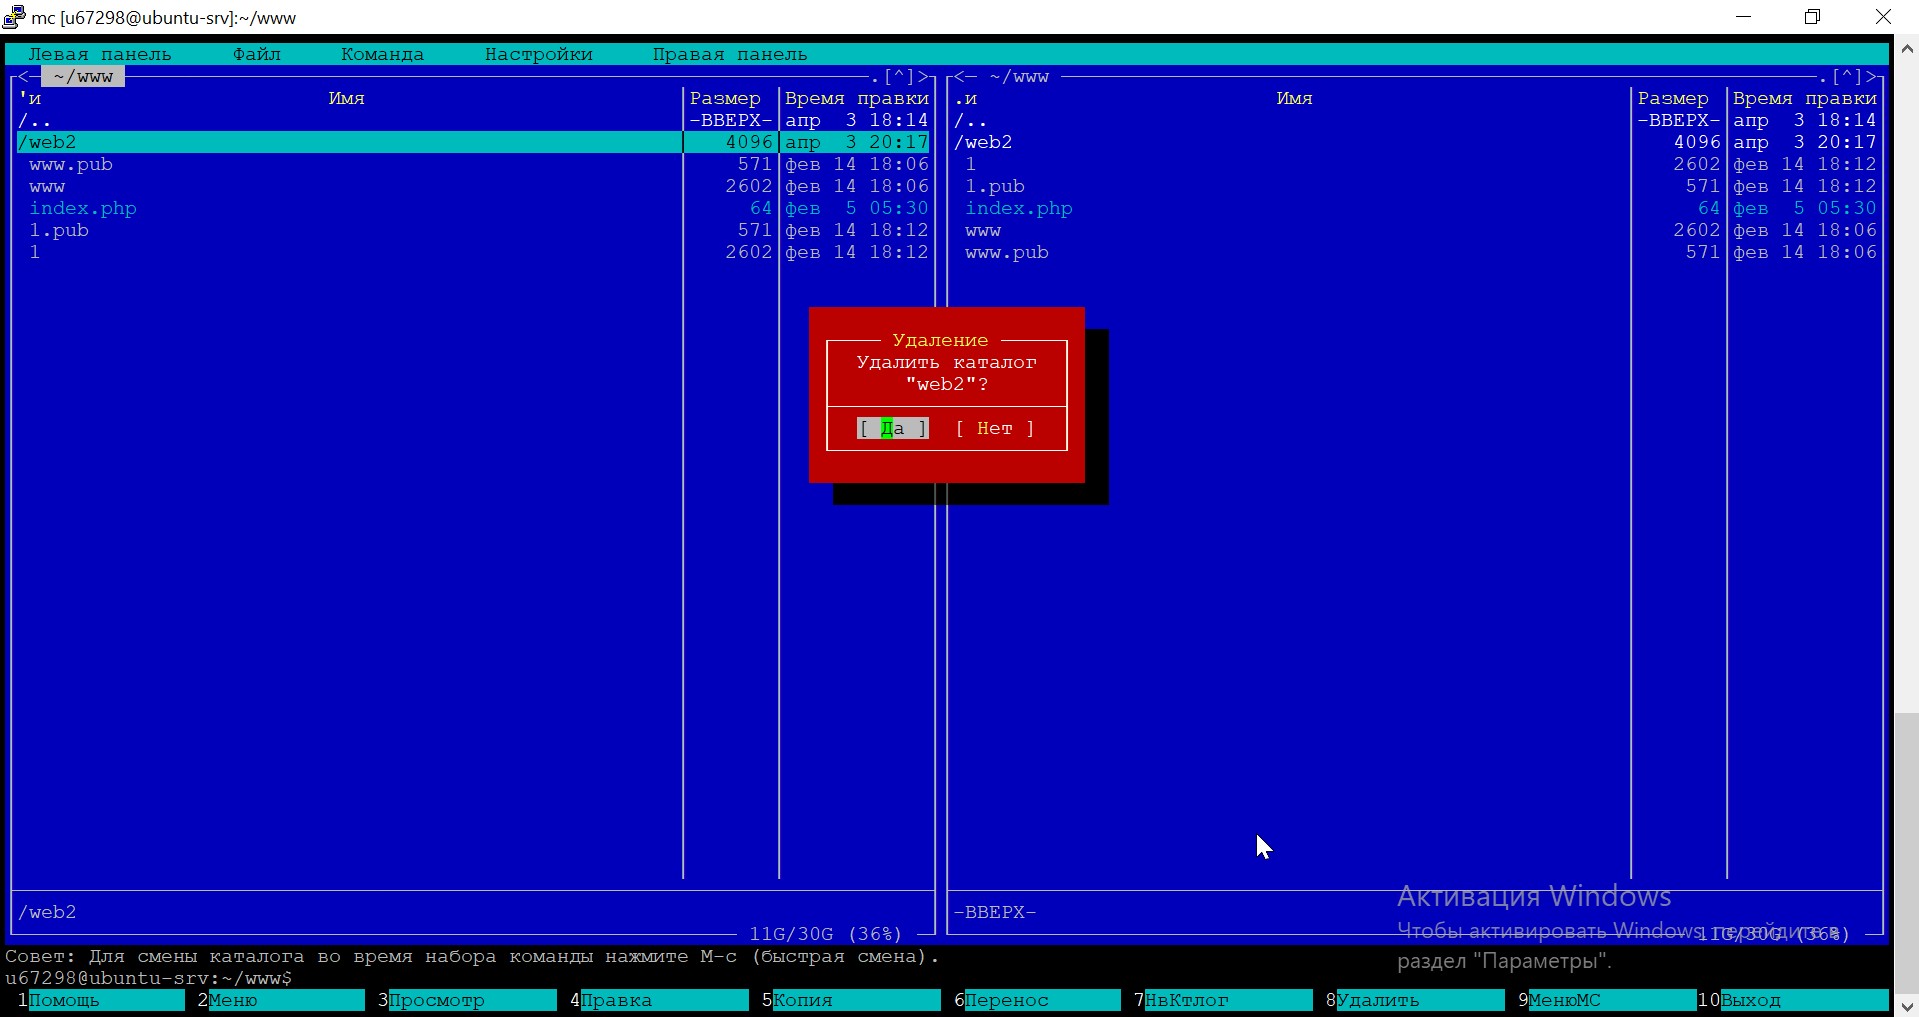 mc [u67298@ubuntu-srv]:~/www
Левая панель Файл Команда Настройки Правая панель
<- ~/www .[^]> <- ~/www .[^]>
'и Имя Размер Время правки .и Имя Размер Время правки
/.. -ВВЕРХ- апр 3 18:14 /.. -ВВЕРХ- апр 3 18:14
/web2 4096 апр 3 20:17 /web2 4096 апр 3 20:17
www.pub 571 фев 14 18:06 1 2602 фев 14 18:12
www 2602 фев 14 18:06 1.pub 571 фев 14 18:12
index.php 64 фев 5 05:30 index.php 64 фев 5 05:30
1.pub 571 фев 14 18:12 www 2602 фев 14 18:06
1 2602 фев 14 18:12 www.pub 571 фев 14 18:06
Удаление
Удалить каталог
"web2"?
[ Да ] [ Нет ]
Активация Windows
/web2 -ВВЕРХ-
Чтобы активировать Windows, перейдите в
11G/30G (36%) 11G/30G (36%)
Совет: Для смены каталога во время набора команды нажмите M-c (быстрая смена).
раздел "Параметры".
u67298@ubuntu-srv:~/www$
1Помощь 2Меню 3Просмотр 4Правка 5Копия 6Перенос 7НвКтлог 8Удалить 9МенюMC 10Выход